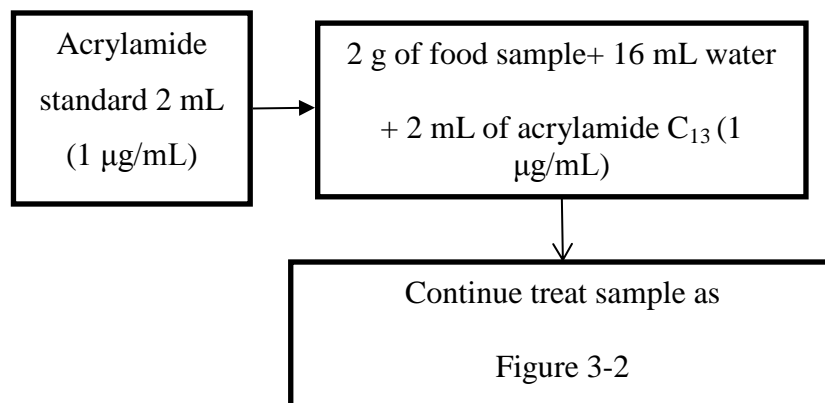 Acrylamide
standard 2 mL
(1 μg/mL)
2 g of food sample+ 16 mL water
+ 2 mL of acrylamide C₁₃ (1
μg/mL)
Continue treat sample as
Figure 3-2